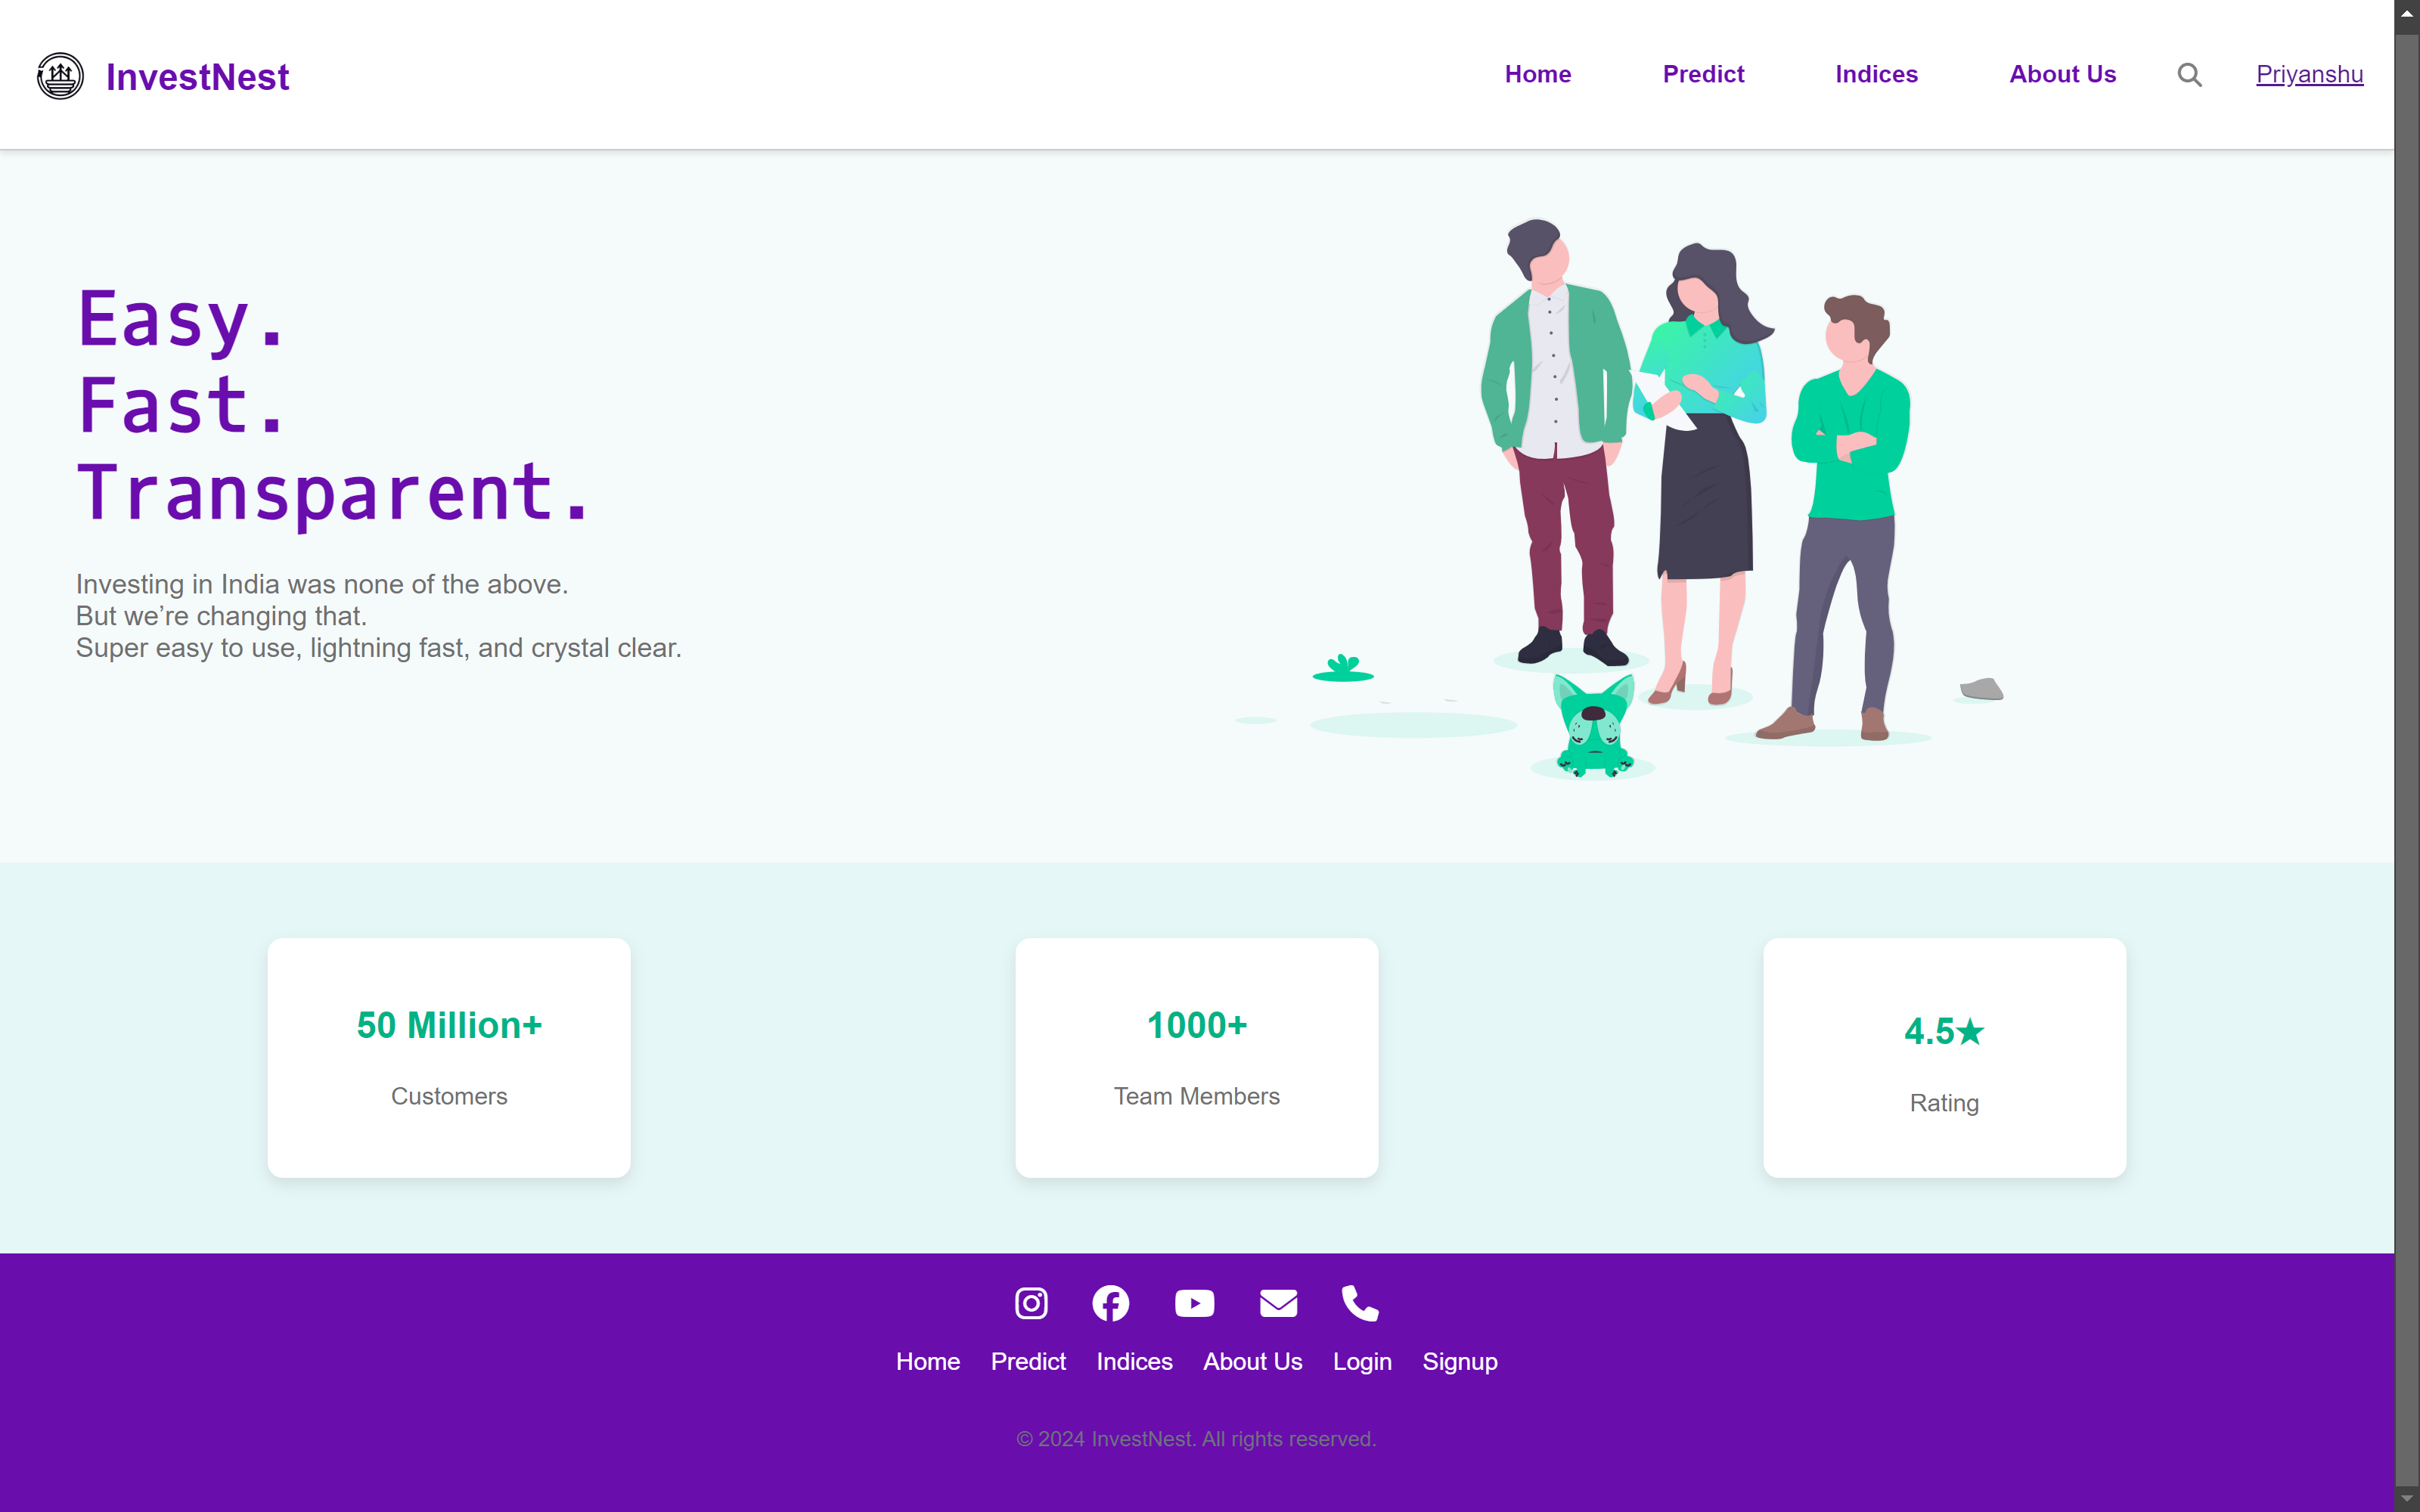 InvestNest
Home Predict Indices About Us Priyanshu
Easy.
Fast.
Transparent.
Investing in India was none of the above.
But we’re changing that.
Super easy to use, lightning fast, and crystal clear.
50 Million+
Customers
1000+
Team Members
4.5★
Rating
Home Predict Indices About Us Login Signup
© 2024 InvestNest. All rights reserved.